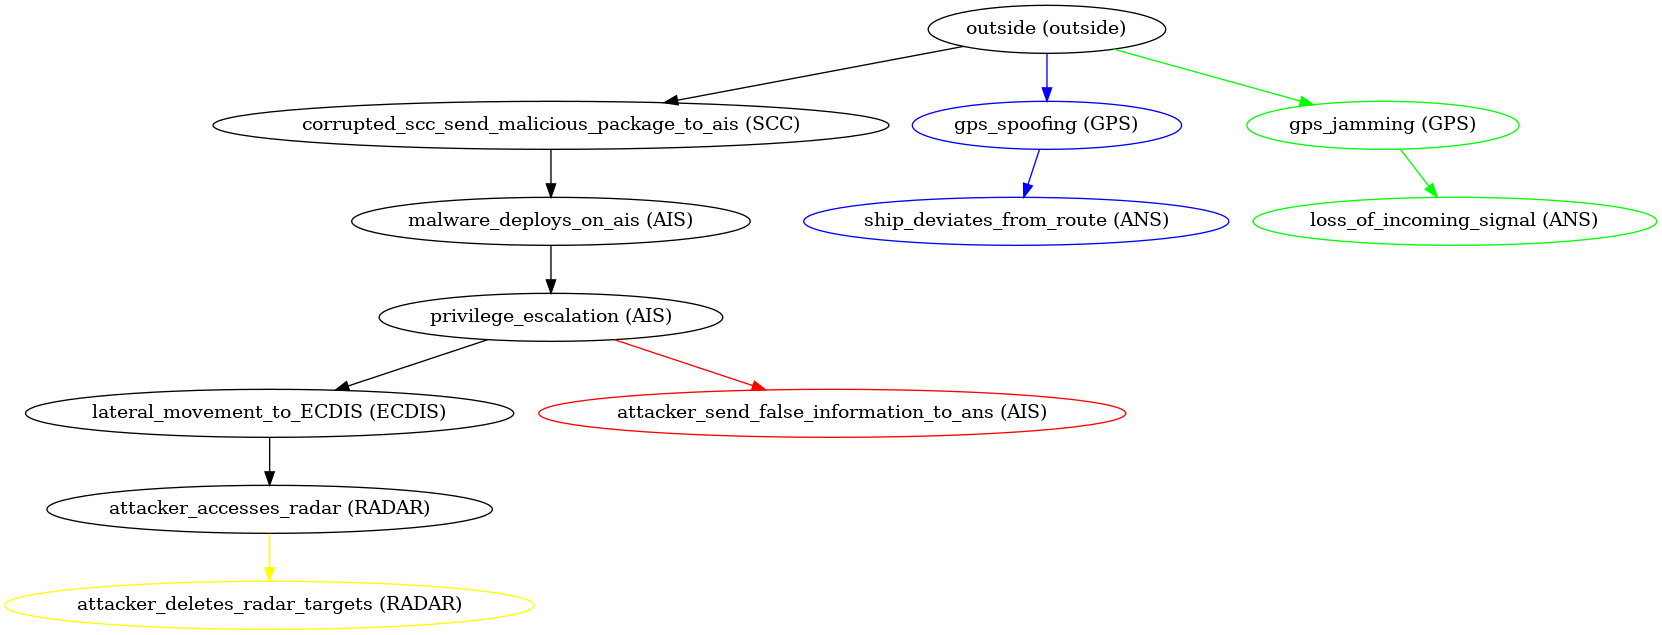 outside (outside)
corrupted_scc_send_malicious_package_to_ais (SCC)
gps_spoofing (GPS)
gps_jamming (GPS)
malware_deploys_on_ais (AIS)
ship_deviates_from_route (ANS)
loss_of_incoming_signal (ANS)
privilege_escalation (AIS)
lateral_movement_to_ECDIS (ECDIS)
attacker_send_false_information_to_ans (AIS)
attacker_accesses_radar (RADAR)
attacker_deletes_radar_targets (RADAR)